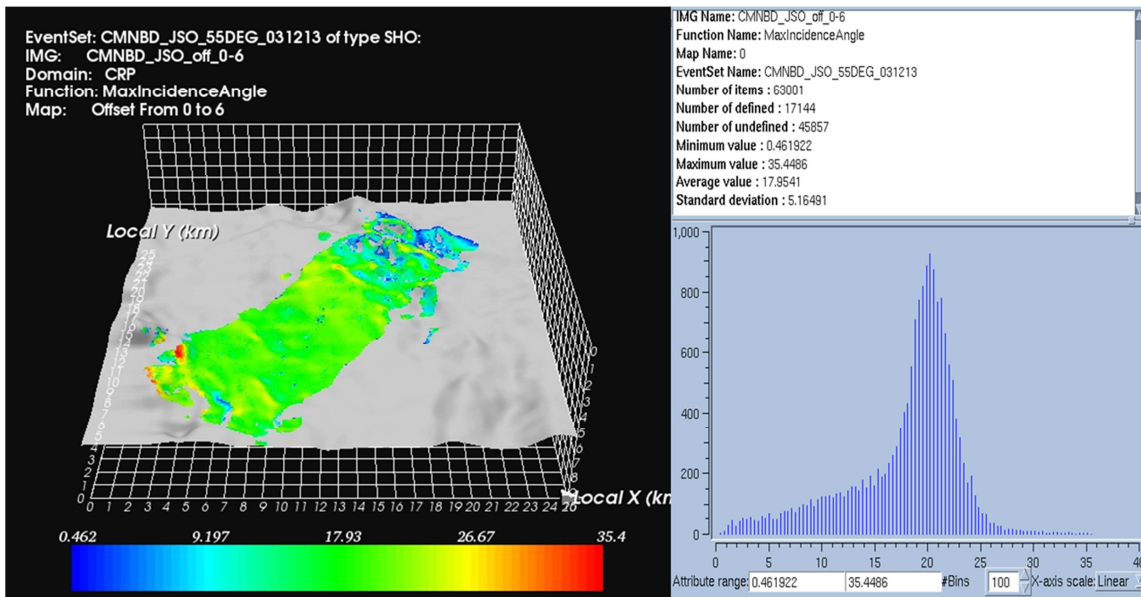 EventSet: CMNBD_JSO_55DEG_031213 of type SHO:
IMG: CMNBD_JSO_off_0-6
Domain: CRP
Function: MaxIncidenceAngle
Map: Offset From 0 to 6
Local Y (km)
Local X (km
0 1 2 3 4 5 6 7 8 9 10 11 12 13 14 15 16 17 18 19 20 21 22 23 24 25 26
0.462 9.197 17.93 26.67 35.4
IMG Name: CMNBD_JSO_off_0-6
Function Name: MaxIncidenceAngle
Map Name: 0
EventSet Name: CMNBD_JSO_55DEG_031213
Number of items : 63001
Number of defined : 17144
Number of undefined : 45857
Minimum value : 0.461922
Maximum value : 35.4486
Average value : 17.9541
Standard deviation : 5.16491
1,000
800
600
400
200
0
0 5 10 15 20 25 30 35 40
Attribute range: 0.461922 35.4486 #Bins 100 X-axis scale: Linear